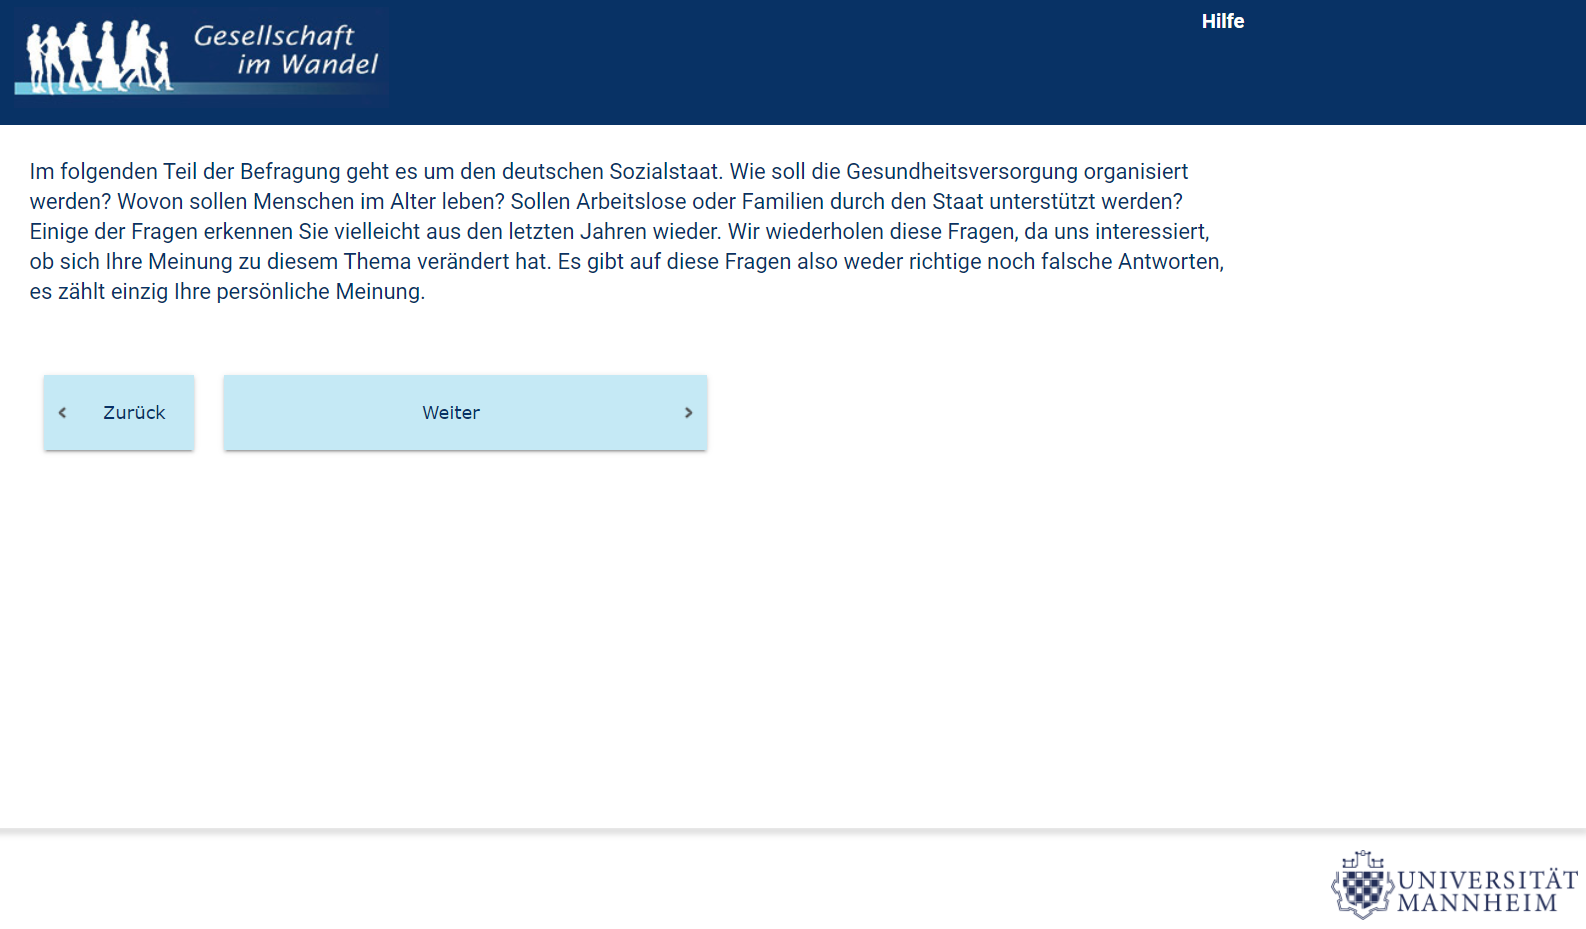 Gesellschaft
im Wandel
Hilfe
Im folgenden Teil der Befragung geht es um den deutschen Sozialstaat. Wie soll die Gesundheitsversorgung organisiert
werden? Wovon sollen Menschen im Alter leben? Sollen Arbeitslose oder Familien durch den Staat unterstützt werden?
Einige der Fragen erkennen Sie vielleicht aus den letzten Jahren wieder. Wir wiederholen diese Fragen, da uns interessiert,
ob sich Ihre Meinung zu diesem Thema verändert hat. Es gibt auf diese Fragen also weder richtige noch falsche Antworten,
es zählt einzig Ihre persönliche Meinung.
Zurück
Weiter
UNIVERSITÄT
MANNHEIM